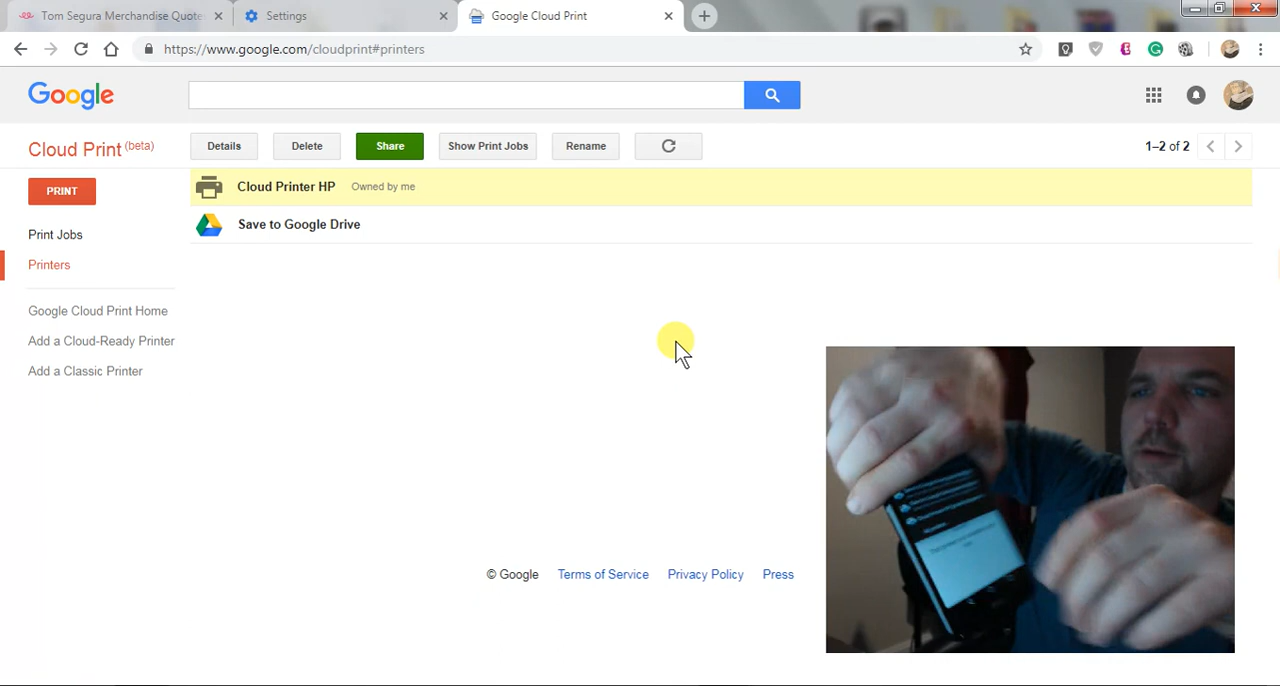 Tom Segura Merchandise Quote
Settings
Google Cloud Print
https://www.google.com/cloudprint#printers
Google
Cloud Print (beta)
Details
Delete
Share
Show Print Jobs
Rename
1–2 of 2
PRINT
Cloud Printer HP Owned by me
Save to Google Drive
Print Jobs
Printers
Google Cloud Print Home
Add a Cloud-Ready Printer
Add a Classic Printer
© Google Terms of Service Privacy Policy Press